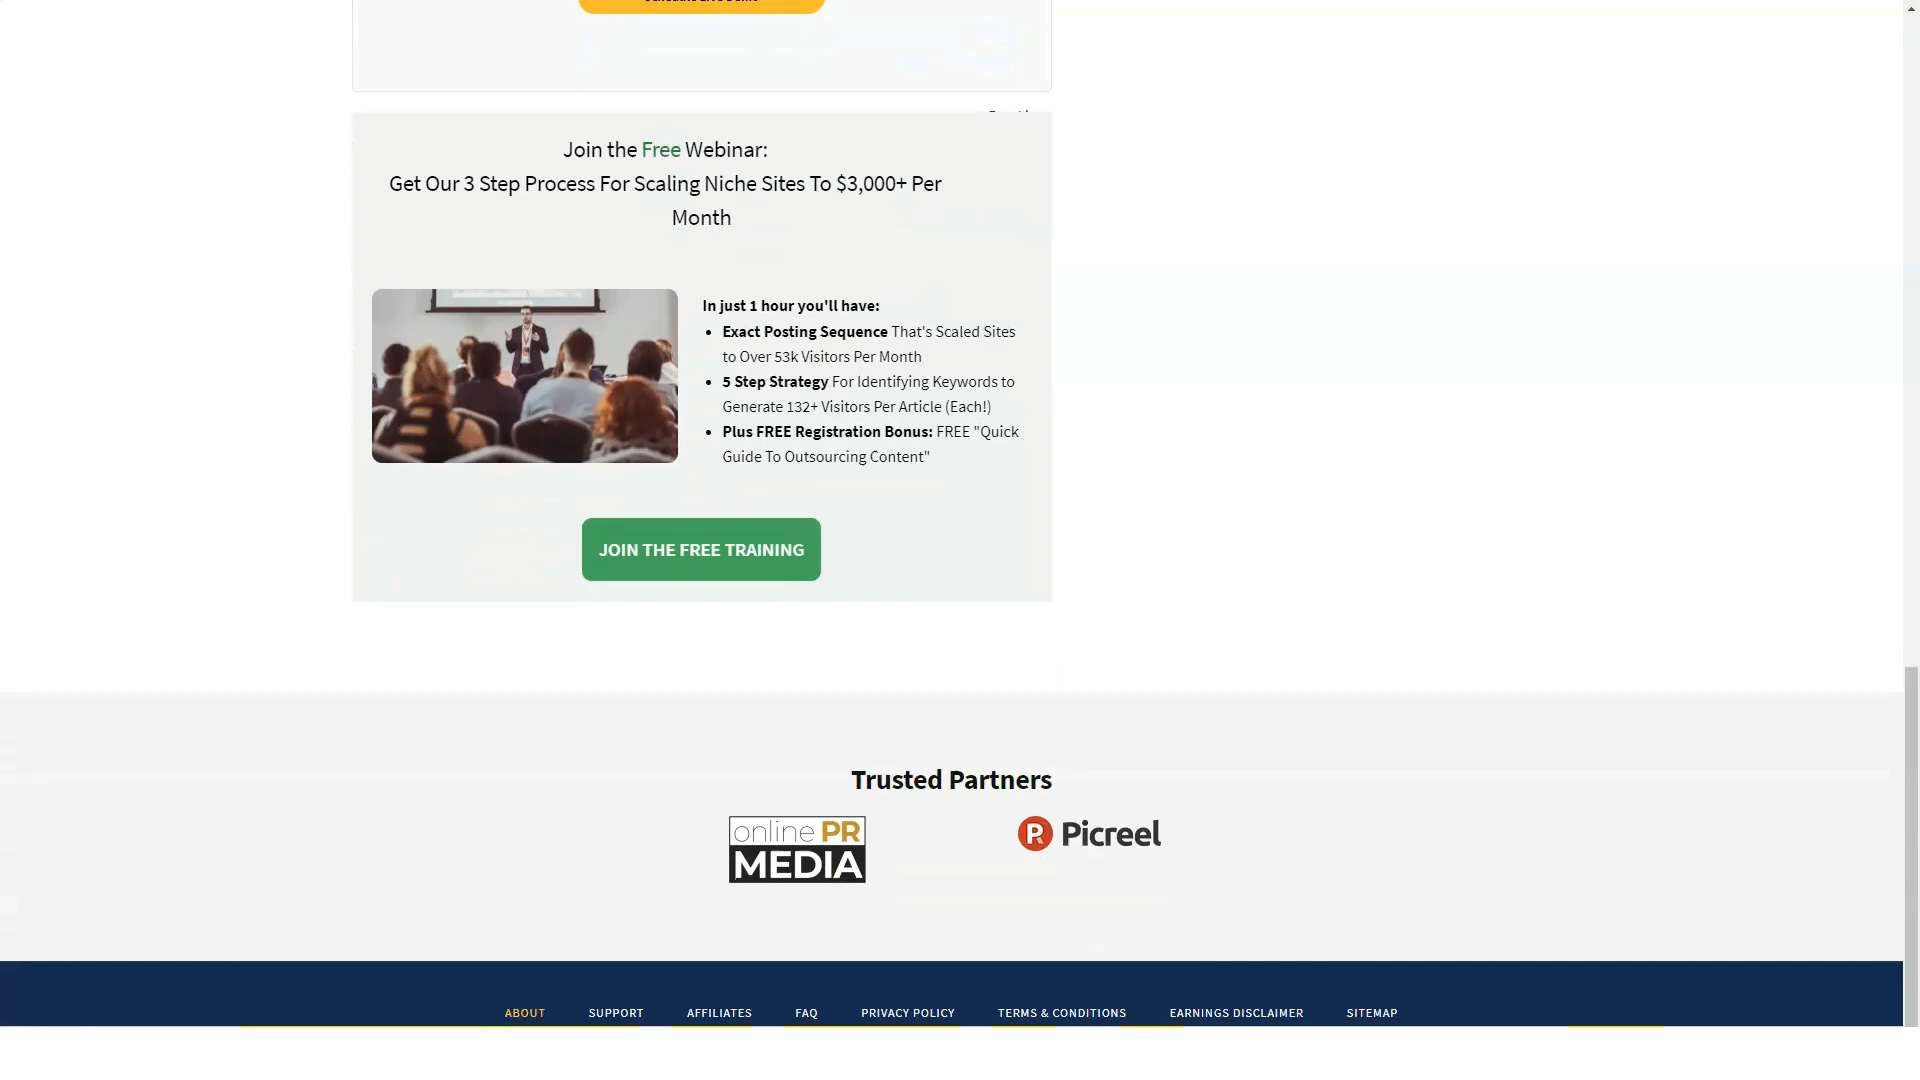 Join the Free Webinar:
Get Our 3 Step Process For Scaling Niche Sites To $3,000+ Per
Month
In just 1 hour you'll have:
Exact Posting Sequence That's Scaled Sites
to Over 53k Visitors Per Month
5 Step Strategy For Identifying Keywords to
Generate 132+ Visitors Per Article (Each!)
Plus FREE Registration Bonus: FREE "Quick
Guide To Outsourcing Content"
JOIN THE FREE TRAINING
Trusted Partners
online PR
MEDIA
Picreel
ABOUT SUPPORT AFFILIATES FAQ PRIVACY POLICY TERMS & CONDITIONS EARNINGS DISCLAIMER SITEMAP